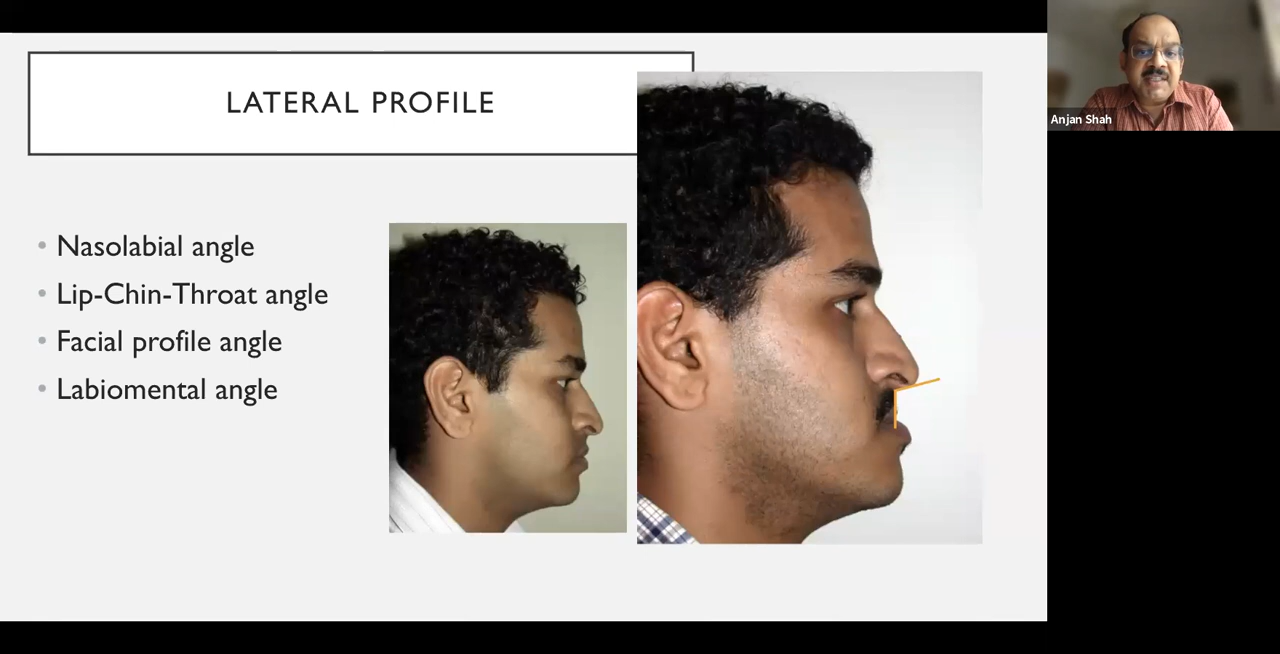 LATERAL PROFILE
Nasolabial angle
Lip-Chin-Throat angle
Facial profile angle
Labiomental angle
Anjan Shah